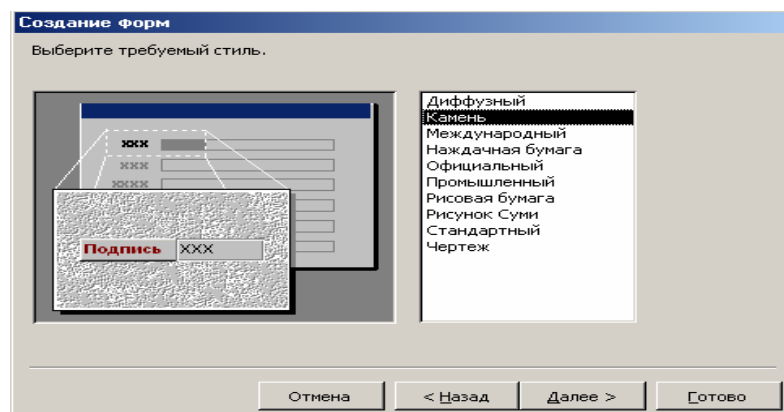 Создание форм
Выберите требуемый стиль.
xxx
xxx
xxxx
Подпись XXX
Диффузный
Камень
Международный
Наждачная бумага
Официальный
Промышленный
Рисовая бумага
Рисунок Суми
Стандартный
Чертеж
Отмена
< Назад
Далее >
Готово